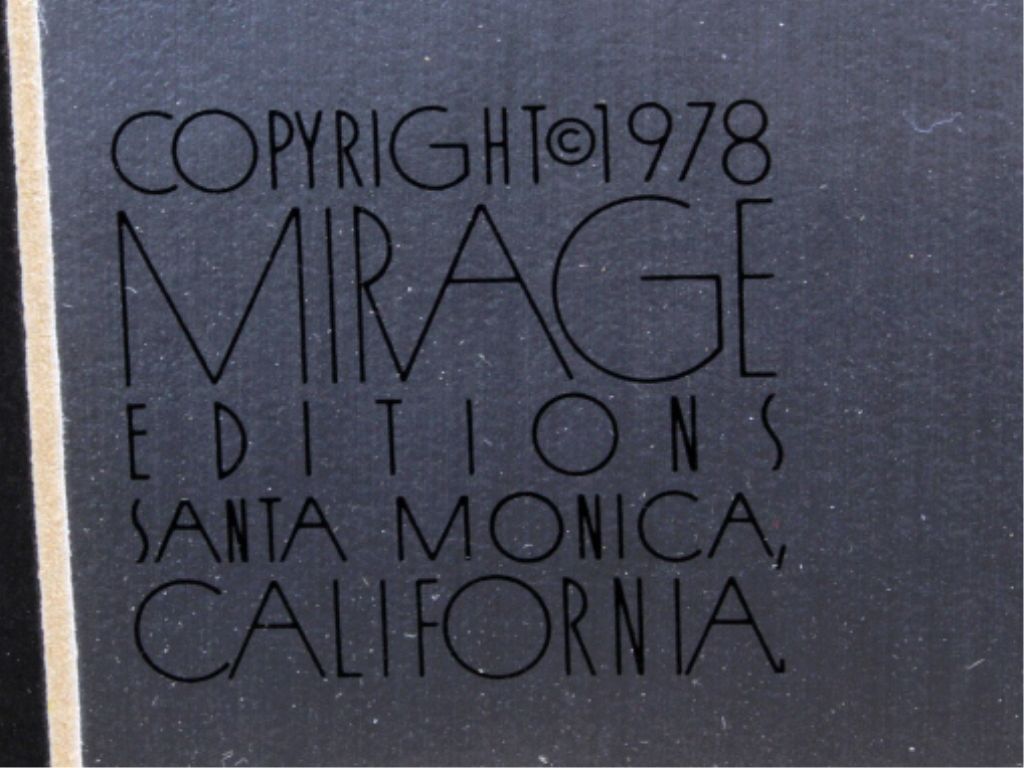 COPYRIGHT©1978
MIRAGE
EDITIONS
SANTA MONICA,
CALIFORNIA.